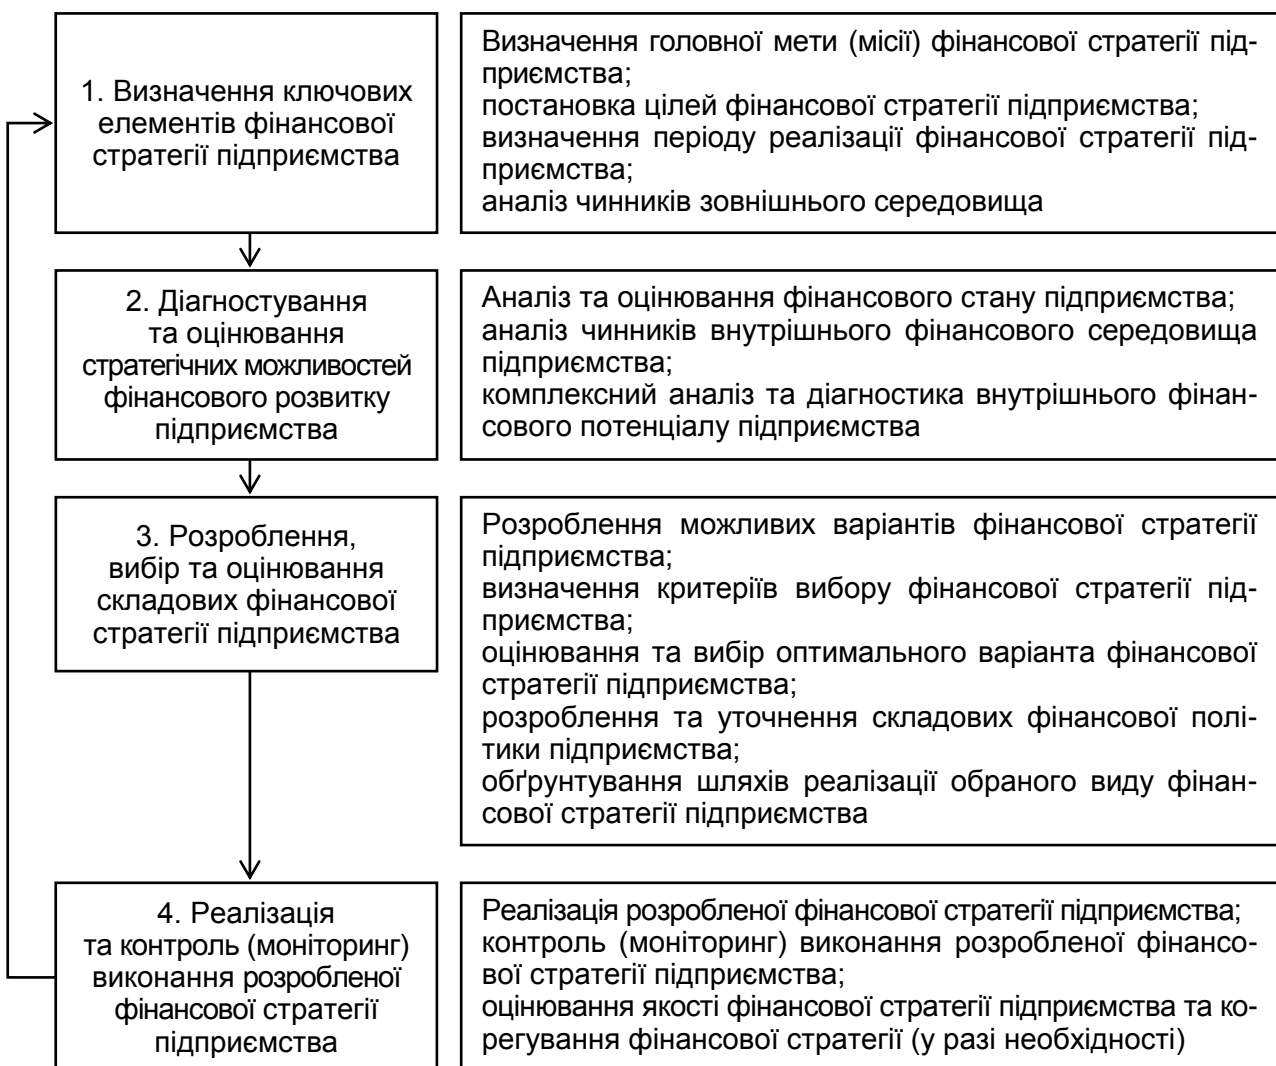 1. Визначення ключових
елементів фінансової
стратегії підприємства
Визначення головної мети (місії) фінансової стратегії під-
приємства;
постановка цілей фінансової стратегії підприємства;
визначення періоду реалізації фінансової стратегії під-
приємства;
аналіз чинників зовнішнього середовища
2. Діагностування
та оцінювання
стратегічних можливостей
фінансового розвитку
підприємства
Аналіз та оцінювання фінансового стану підприємства;
аналіз чинників внутрішнього фінансового середовища
підприємства;
комплексний аналіз та діагностика внутрішнього фінан-
сового потенціалу підприємства
3. Розроблення,
вибір та оцінювання
складових фінансової
стратегії підприємства
Розроблення можливих варіантів фінансової стратегії
підприємства;
визначення критеріїв вибору фінансової стратегії під-
приємства;
оцінювання та вибір оптимального варіанта фінансової
стратегії підприємства;
розроблення та уточнення складових фінансової полі-
тики підприємства;
обґрунтування шляхів реалізації обраного виду фінан-
сової стратегії підприємства
4. Реалізація
та контроль (моніторинг)
виконання розробленої
фінансової стратегії
підприємства
Реалізація розробленої фінансової стратегії підприємства;
контроль (моніторинг) виконання розробленої фінансо-
вої стратегії підприємства;
оцінювання якості фінансової стратегії підприємства та ко-
регування фінансової стратегії (у разі необхідності)